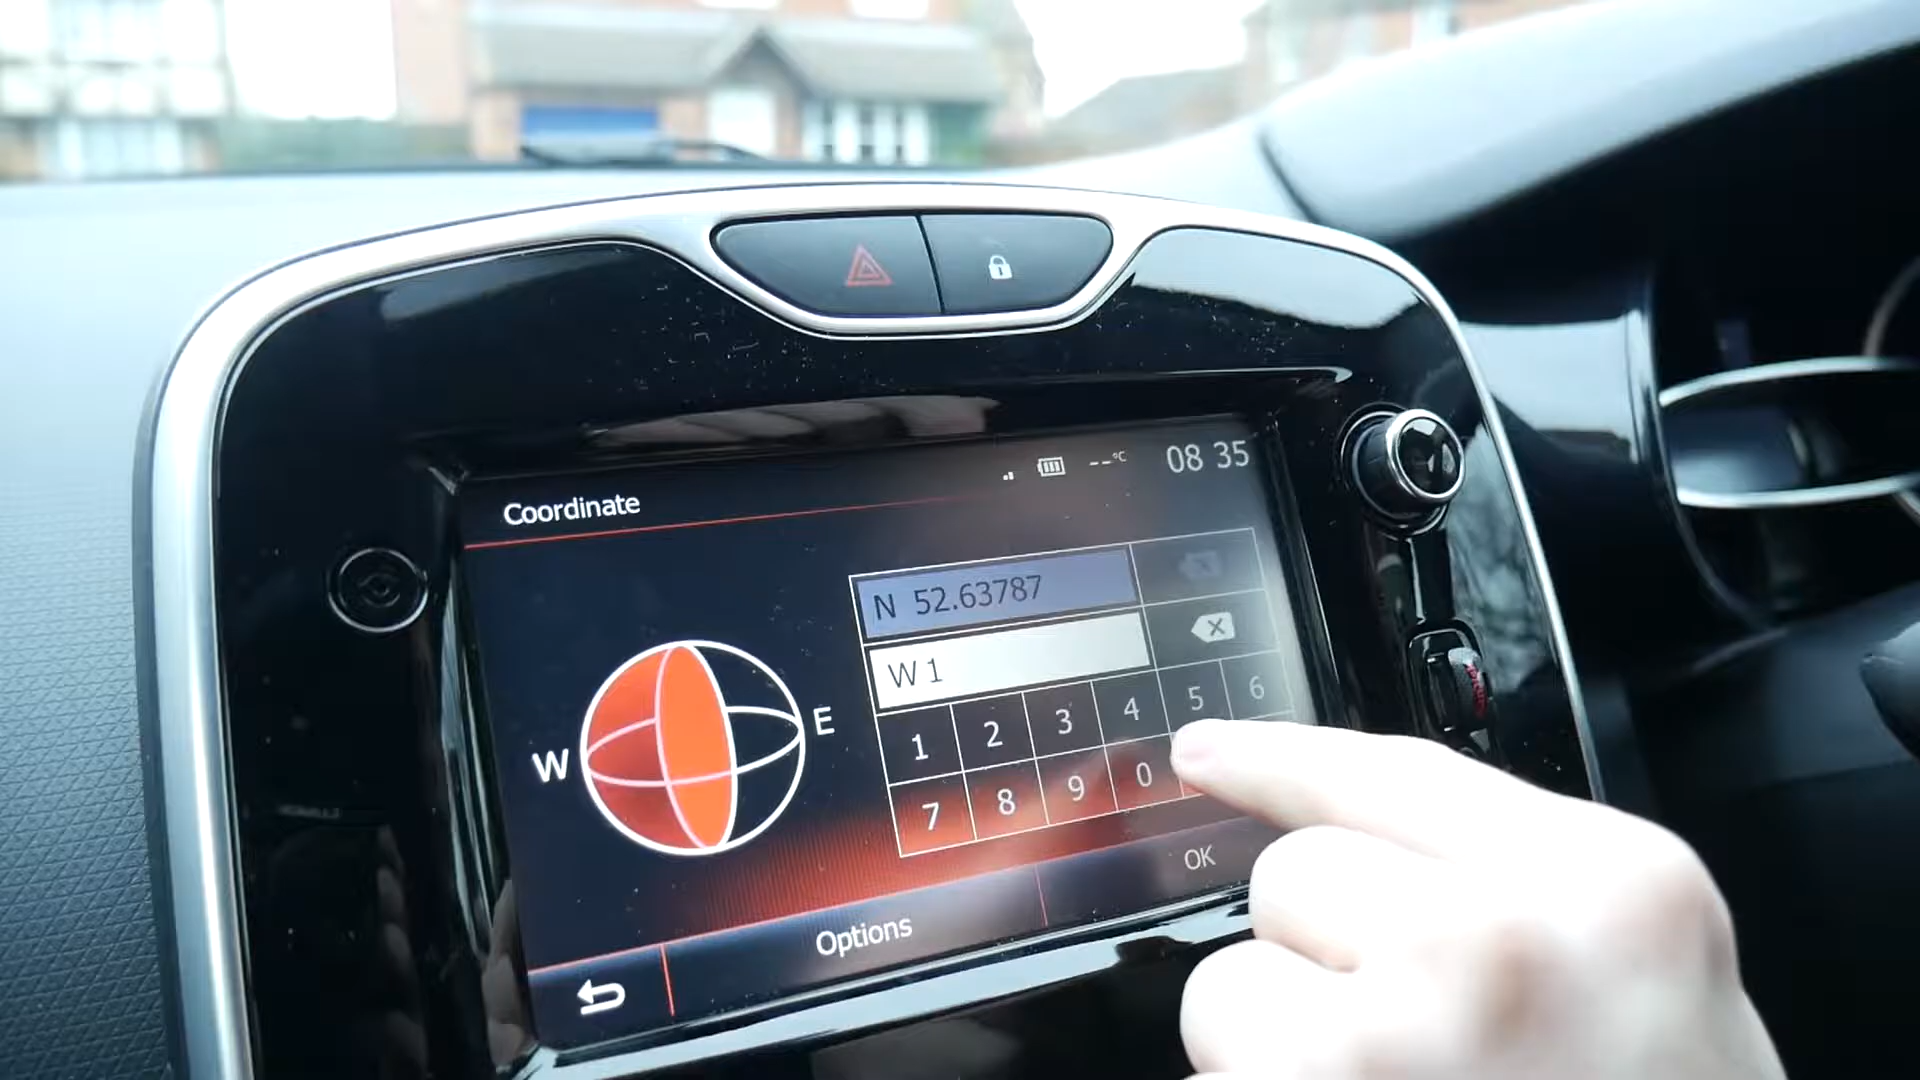 08 35
--°C
Coordinate
N 52.63787
W 1
1 2 3 4 5 6
7 8 9 0
W
E
OK
Options